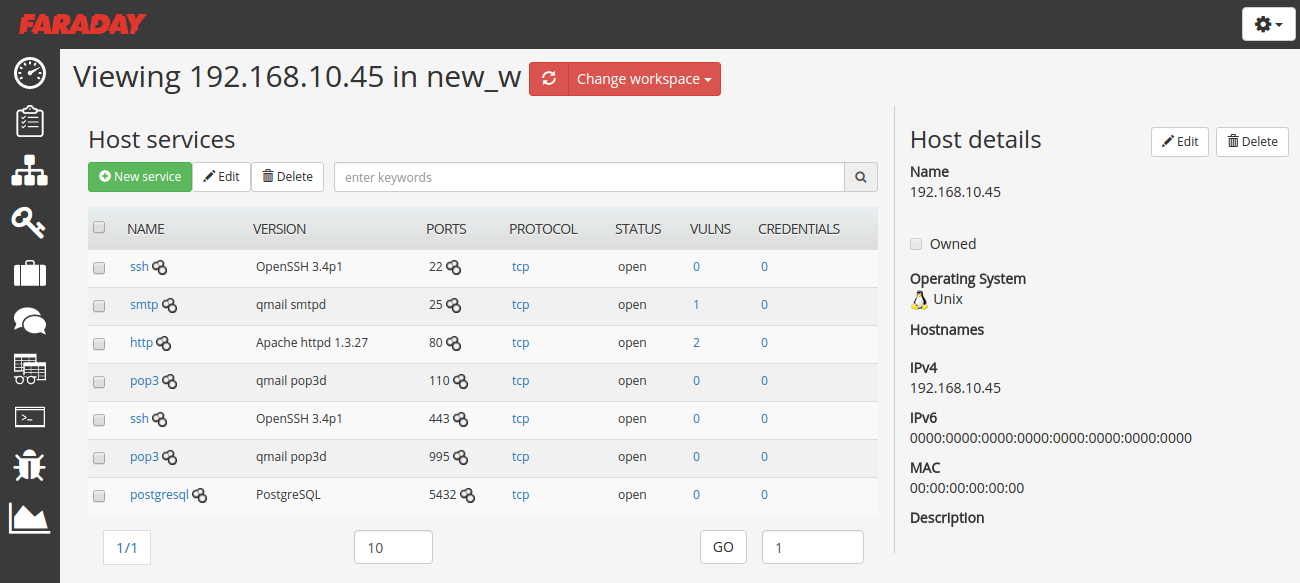 FARADAY
Viewing 192.168.10.45 in new_w Change workspace
Host services
New service Edit Delete enter keywords
NAME VERSION PORTS PROTOCOL STATUS VULNS CREDENTIALS
ssh OpenSSH 3.4p1 22 tcp open 0 0
smtp qmail smtpd 25 tcp open 1 0
http Apache httpd 1.3.27 80 tcp open 2 0
pop3 qmail pop3d 110 tcp open 0 0
ssh OpenSSH 3.4p1 443 tcp open 0 0
pop3 qmail pop3d 995 tcp open 0 0
postgresql PostgreSQL 5432 tcp open 0 0
1/1 10 GO 1
Host details Edit Delete
Name
192.168.10.45
Owned
Operating System
Unix
Hostnames
IPv4
192.168.10.45
IPv6
0000:0000:0000:0000:0000:0000:0000:0000
MAC
00:00:00:00:00:00
Description